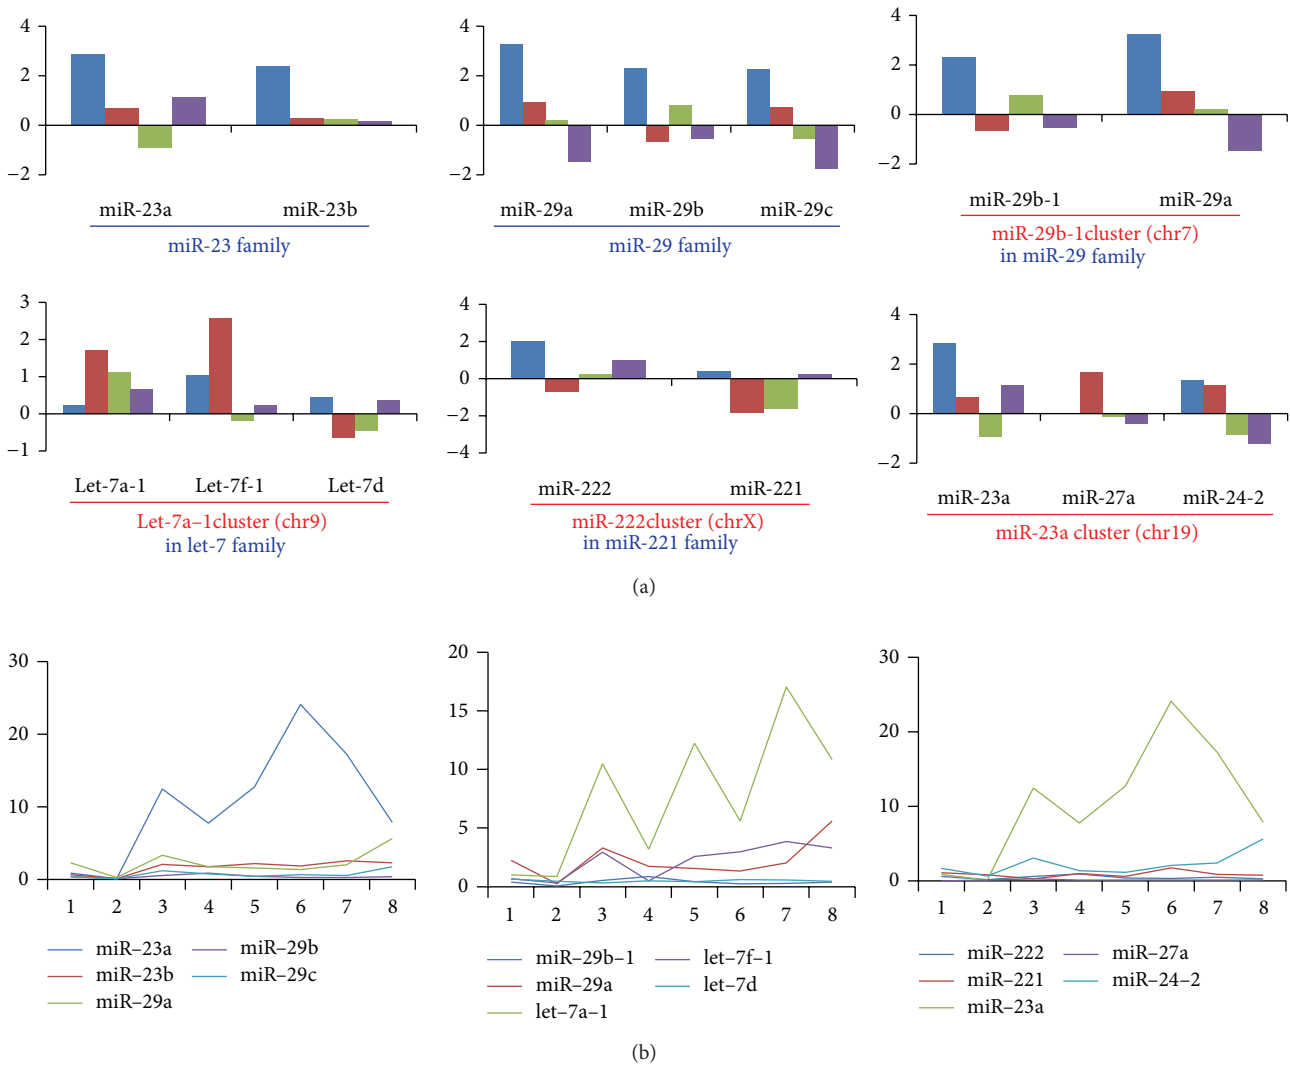 4
2
0
−2
miR-23a miR-23b
miR-23 family
4
2
0
−2
miR-29a miR-29b miR-29c
miR-29 family
4
2
0
−2
miR-29b-1 miR-29a
miR-29b-1cluster (chr7)
in miR-29 family
3
2
1
0
−1
Let-7a-1 Let-7f-1 Let-7d
Let-7a–1cluster (chr9)
in let-7 family
4
2
0
−2
−4
miR-222 miR-221
miR-222cluster (chrX)
in miR-221 family
4
2
0
−2
miR-23a miR-27a miR-24-2
miR-23a cluster (chr19)
(a)
30
20
10
0
1 2 3 4 5 6 7 8
miR–23a miR–29b
miR–23b miR–29c
miR–29a
20
15
10
5
0
1 2 3 4 5 6 7 8
miR–29b–1 let–7f–1
miR–29a let–7d
let–7a–1
30
20
10
0
1 2 3 4 5 6 7 8
miR–222 miR–27a
miR–221 miR–24–2
miR–23a
(b)